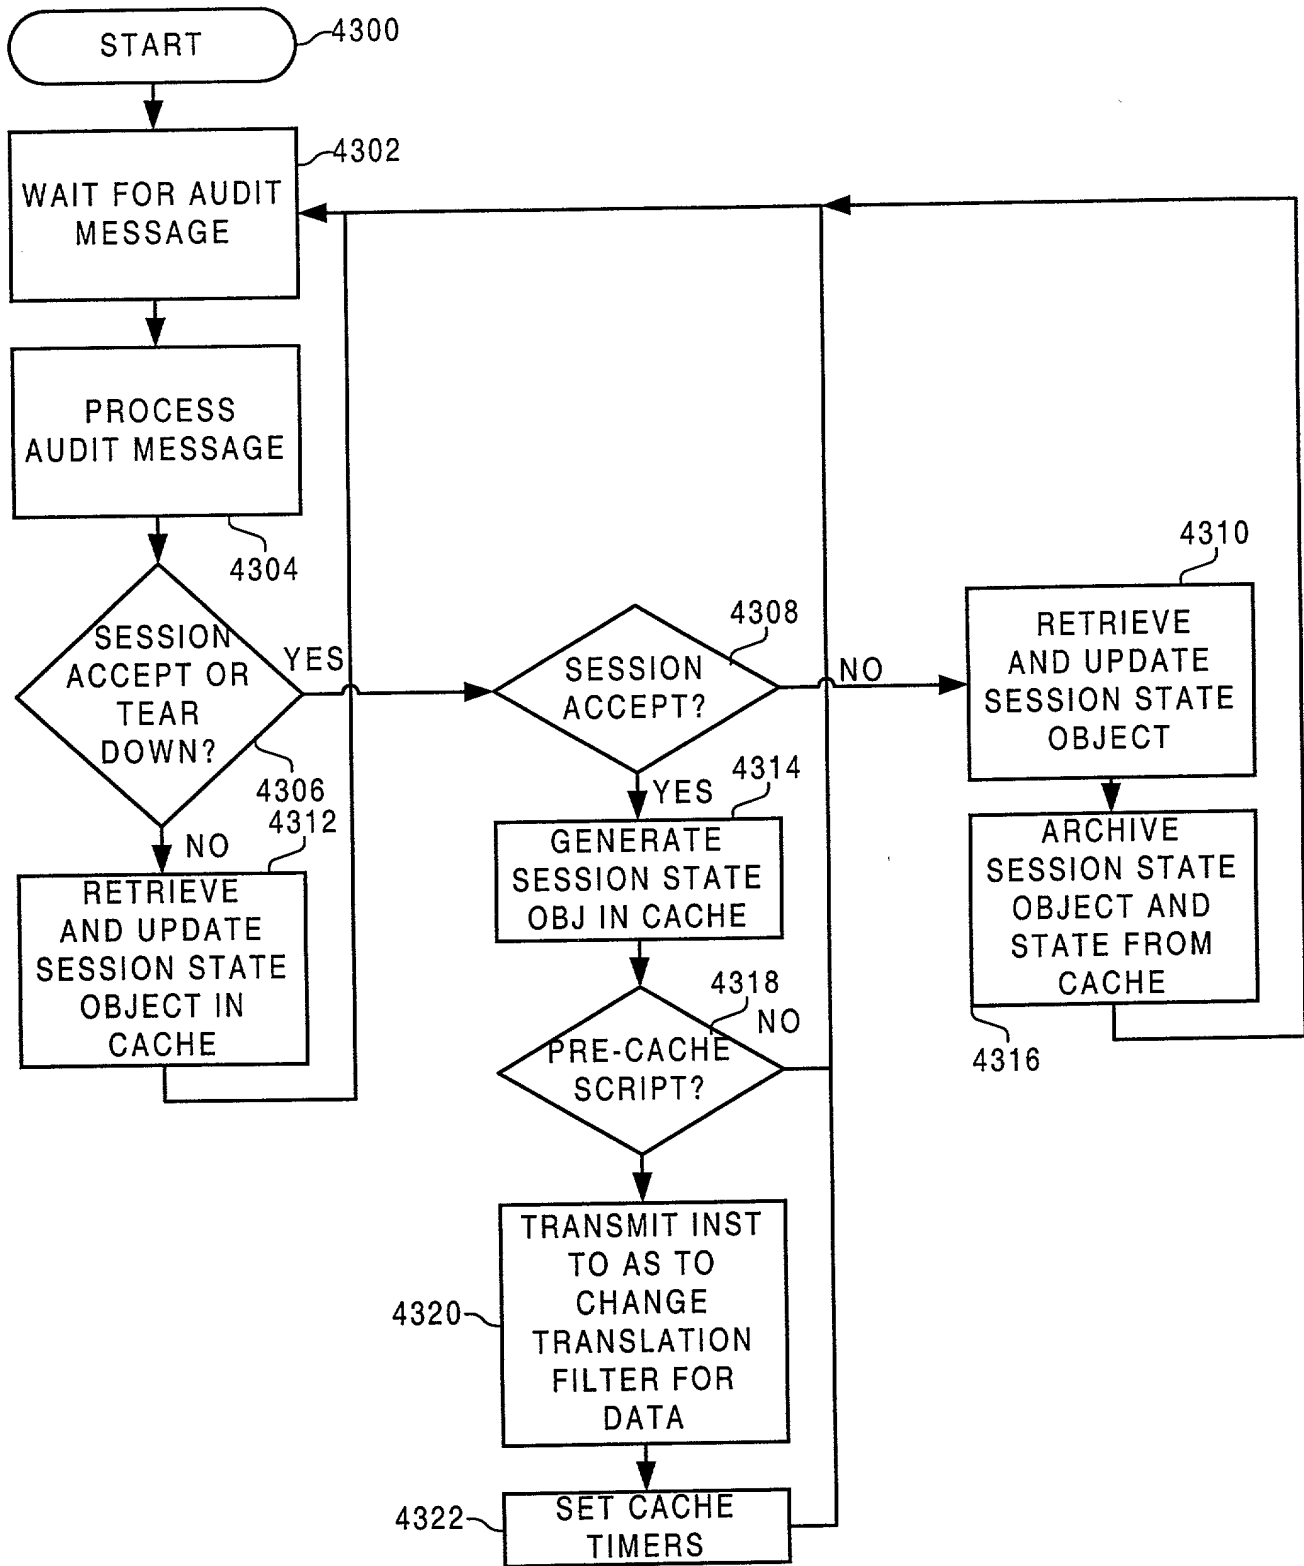 START
4300
4302
WAIT FOR AUDIT
MESSAGE
PROCESS
AUDIT MESSAGE
4304
SESSION
ACCEPT OR
TEAR
DOWN?
YES
4306
NO
4312
RETRIEVE
AND UPDATE
SESSION STATE
OBJECT IN
CACHE
4308
SESSION
ACCEPT?
NO
YES
4310
RETRIEVE
AND UPDATE
SESSION STATE
OBJECT
4314
GENERATE
SESSION STATE
OBJ IN CACHE
ARCHIVE
SESSION STATE
OBJECT AND
STATE FROM
CACHE
4316
4318
NO
PRE-CACHE
SCRIPT?
4320
TRANSMIT INST
TO AS TO
CHANGE
TRANSLATION
FILTER FOR
DATA
4322
SET CACHE
TIMERS